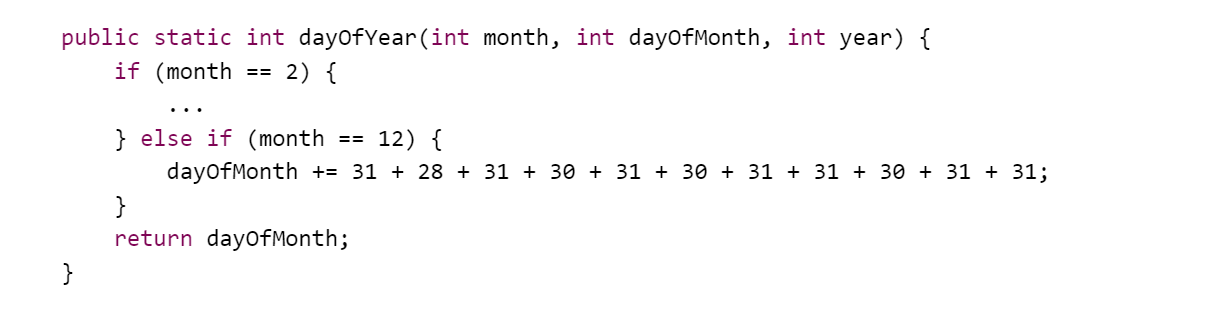 public static int dayOfYear(int month, int dayOfMonth, int year) {
    if (month == 2) {
        ...
    } else if (month == 12) {
        dayOfMonth += 31 + 28 + 31 + 30 + 31 + 30 + 31 + 31 + 30 + 31 + 31;
    }
    return dayOfMonth;
}